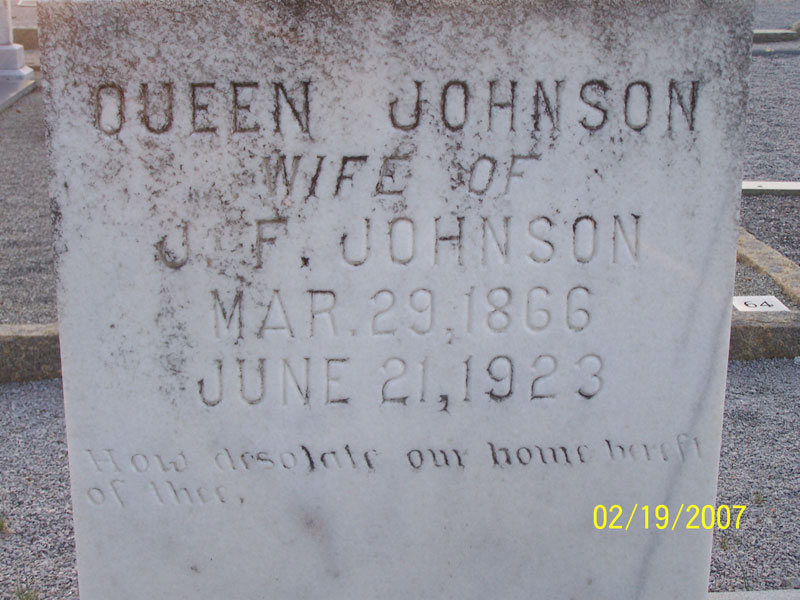 QUEEN JOHNSON
WIFE OF
J. F. JOHNSON
MAR. 29, 1866
JUNE 21, 1923
How desolate our home bereft
of thee.
64
02/19/2007